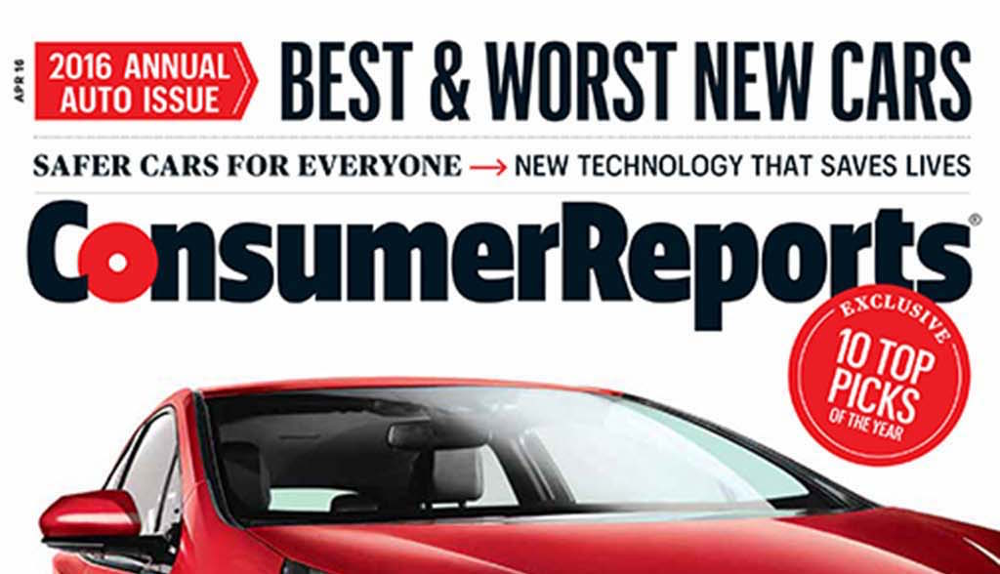 APR 16
2016 ANNUAL
AUTO ISSUE
BEST & WORST NEW CARS
SAFER CARS FOR EVERYONE → NEW TECHNOLOGY THAT SAVES LIVES
ConsumerReports®
EXCLUSIVE
10 TOP
PICKS
OF THE YEAR